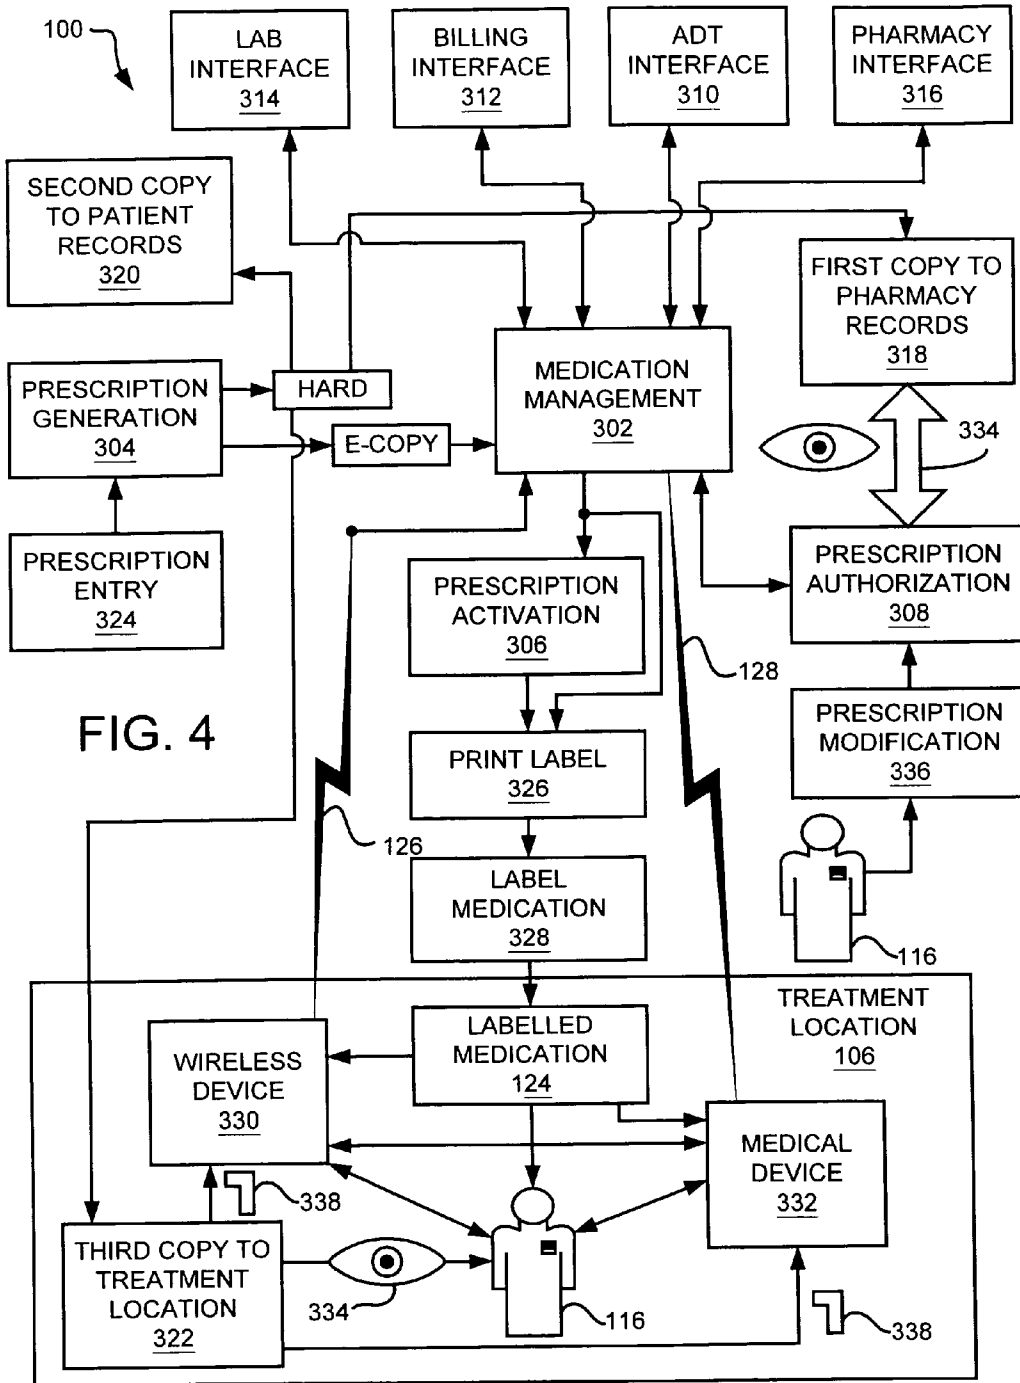 100
LAB
INTERFACE
314
BILLING
INTERFACE
312
ADT
INTERFACE
310
PHARMACY
INTERFACE
316
SECOND COPY
TO PATIENT
RECORDS
320
FIRST COPY TO
PHARMACY
RECORDS
318
PRESCRIPTION
GENERATION
304
HARD
E-COPY
MEDICATION
MANAGEMENT
302
334
PRESCRIPTION
ENTRY
324
PRESCRIPTION
ACTIVATION
306
PRESCRIPTION
AUTHORIZATION
308
128
FIG. 4
PRINT LABEL
326
PRESCRIPTION
MODIFICATION
336
126
LABEL
MEDICATION
328
116
TREATMENT
LOCATION
106
WIRELESS
DEVICE
330
LABELLED
MEDICATION
124
MEDICAL
DEVICE
332
338
THIRD COPY TO
TREATMENT
LOCATION
322
334
116
338